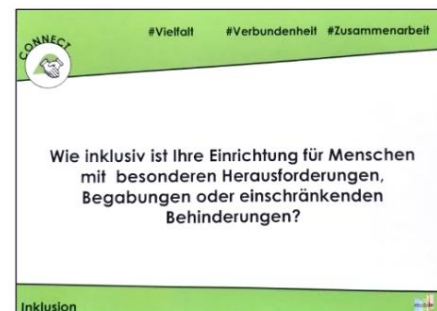 #Vielfalt #Verbundenheit #Zusammenarbeit
CONNECT
Wie inklusiv ist Ihre Einrichtung für Menschen
mit besonderen Herausforderungen,
Begabungen oder einschränkenden
Behinderungen?
Inklusion